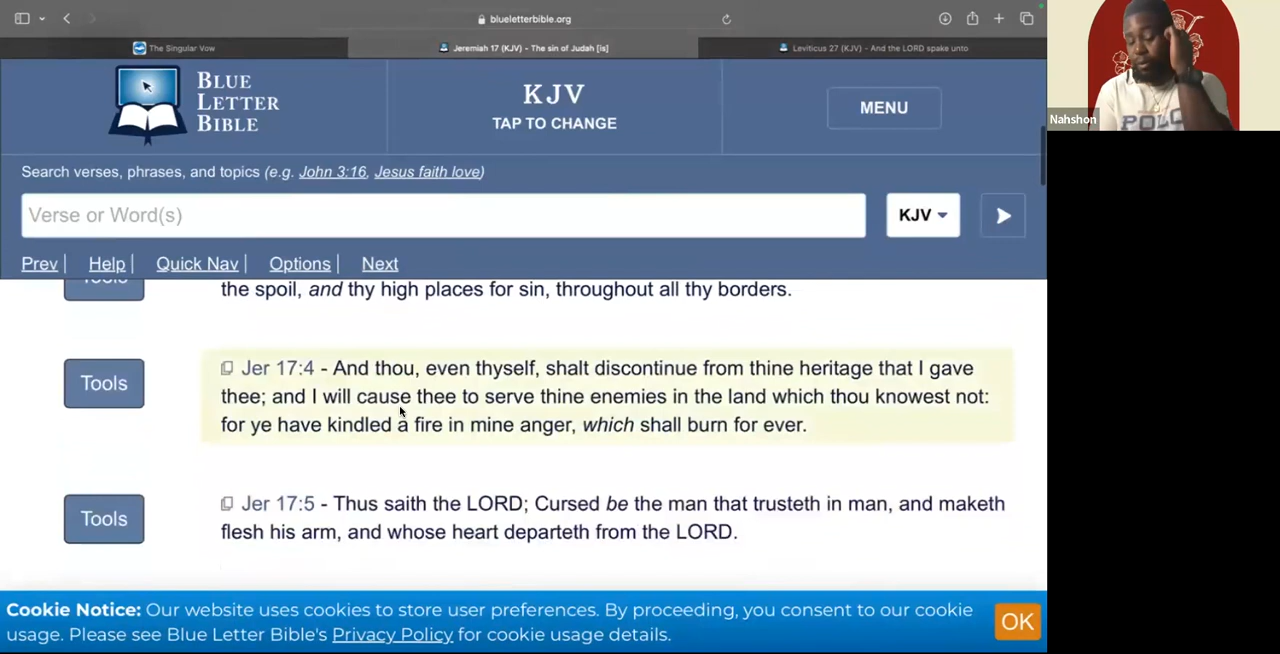 blueletterbible.org
The Singular Vow
Jeremiah 17 (KJV) - The sin of Judah [is]
Leviticus 27 (KJV) - And the LORD spake unto
BLUE
LETTER
BIBLE
KJV
TAP TO CHANGE
MENU
Nahshon
POLO
Search verses, phrases, and topics (e.g. John 3:16, Jesus faith love)
Verse or Word(s)
KJV
Prev| Help| Quick Nav| Options| Next
Tools
the spoil, and thy high places for sin, throughout all thy borders.
Tools
Jer 17:4 - And thou, even thyself, shalt discontinue from thine heritage that I gave
thee; and I will cause thee to serve thine enemies in the land which thou knowest not:
for ye have kindled a fire in mine anger, which shall burn for ever.
Tools
Jer 17:5 - Thus saith the LORD; Cursed be the man that trusteth in man, and maketh
flesh his arm, and whose heart departeth from the LORD.
Cookie Notice: Our website uses cookies to store user preferences. By proceeding, you consent to our cookie
usage. Please see Blue Letter Bible's Privacy Policy for cookie usage details.
OK